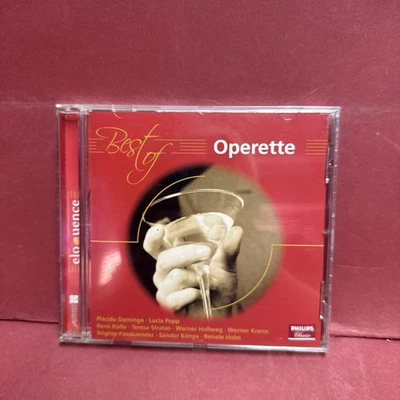 Best of
Operette
eloquence
Plácido Domingo · Lucia Popp
René Kollo · Teresa Stratas · Werner Hollweg · Werner Krenn
Brigitte Fassbaender · Sándor Kónya · Renate Holm
PHILIPS
Classics